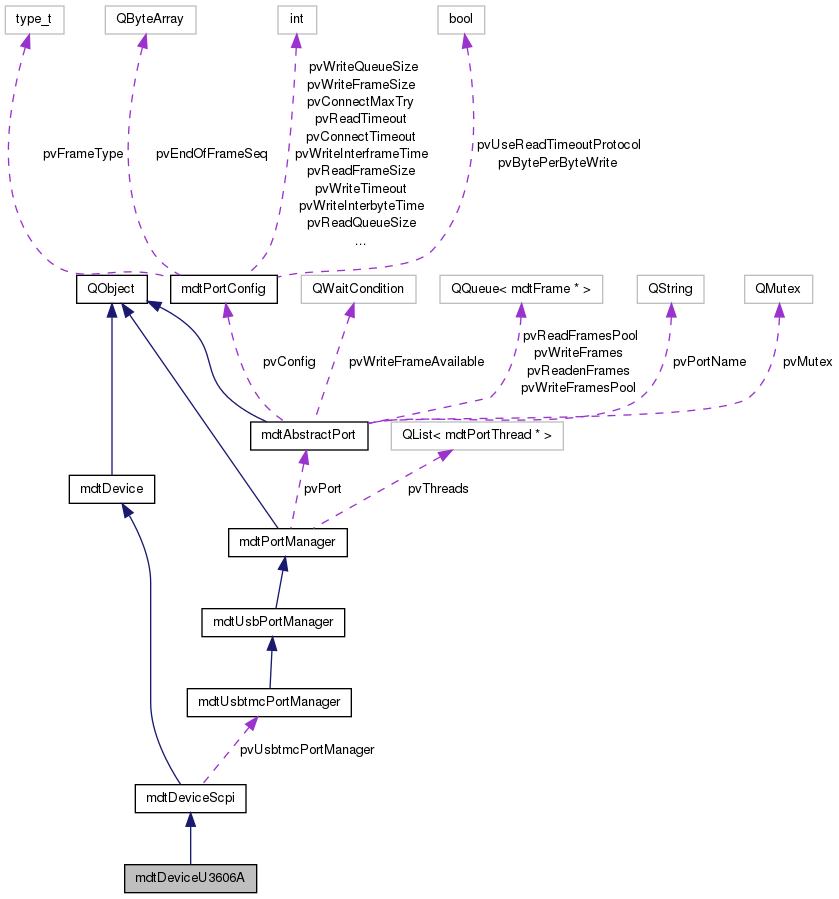 type_t
QByteArray
int
bool
pvWriteQueueSize
pvWriteFrameSize
pvConnectMaxTry
pvReadTimeout
pvConnectTimeout
pvWriteInterframeTime
pvReadFrameSize
pvWriteTimeout
pvWriteInterbyteTime
pvReadQueueSize
...
pvFrameType
pvEndOfFrameSeq
pvUseReadTimeoutProtocol
pvBytePerByteWrite
QObject
mdtPortConfig
QWaitCondition
QQueue< mdtFrame * >
QString
QMutex
pvConfig
pvWriteFrameAvailable
pvReadFramesPool
pvWriteFrames
pvReadenFrames
pvWriteFramesPool
pvPortName
pvMutex
mdtAbstractPort
QList< mdtPortThread * >
mdtDevice
pvPort
pvThreads
mdtPortManager
mdtUsbPortManager
mdtUsbtmcPortManager
pvUsbtmcPortManager
mdtDeviceScpi
mdtDeviceU3606A